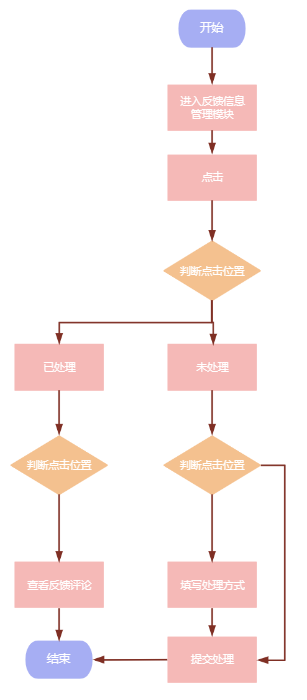 开始
进入反馈信息
管理模块
点击
判断点击位置
已处理
未处理
判断点击位置
判断点击位置
查看反馈评论
填写处理方式
结束
提交处理